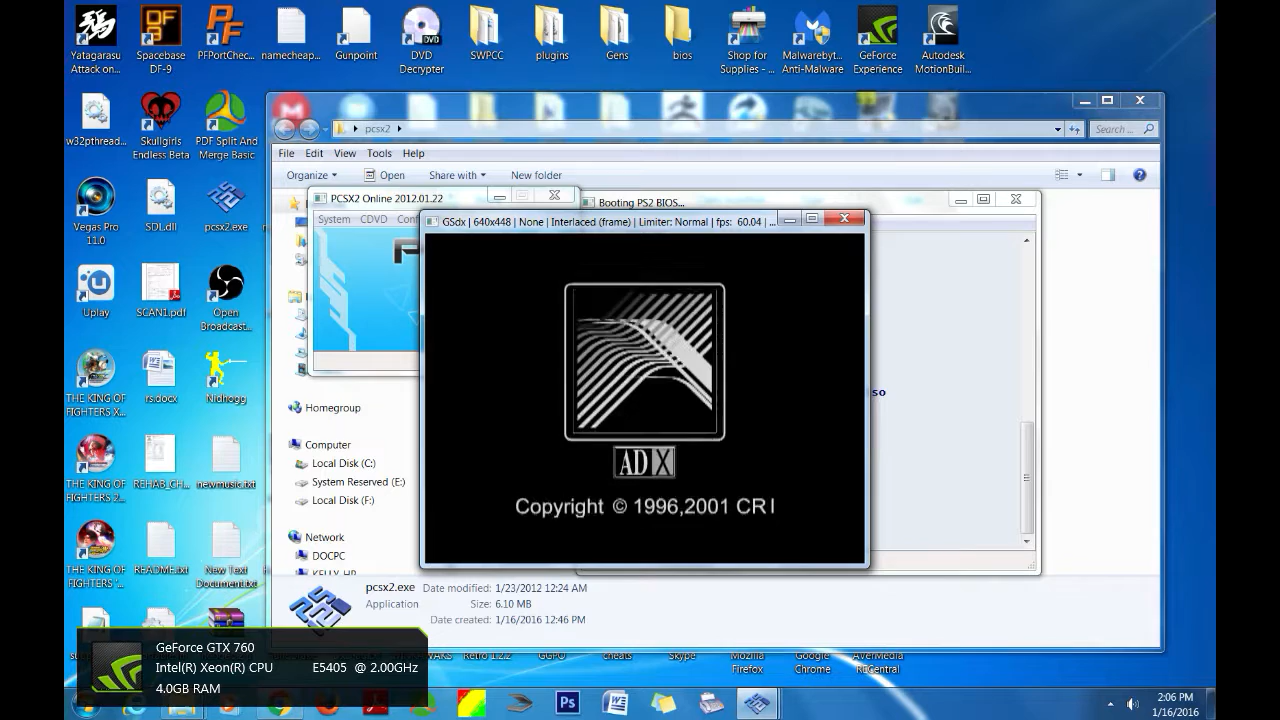 Yatagarasu
Attack on...
Spacebase
DF-9
PFPortChec...
namecheap...
Gunpoint
DVD
Decrypter
SWPCC
plugins
Gens
bios
Shop for
Supplies - ...
Malwarebyt...
Anti-Malware
GeForce
Experience
Autodesk
MotionBuil...
w32pthread...
Skullgirls
Endless Beta
PDF Split And
Merge Basic
pcsx2
Search ...
File Edit View Tools Help
Organize Open Share with New folder
Vegas Pro
11.0
SDL.dll
pcsx2.exe
PCSX2 Online 2012.01.22
Booting PS2 BIOS...
System CDVD
GSdx | 640x448 | None | Interlaced (frame) | Limiter: Normal | fps: 60.04 | ...
Uplay
SCAN1.pdf
Open
Broadcast...
ADX
Copyright © 1996,2001 CRI
so
THE KING OF
FIGHTERS X...
rs.docx
Nidhogg
Homegroup
Computer
Local Disk (C:)
System Reserved (E:)
Local Disk (F:)
THE KING OF
FIGHTERS 2...
REHAB_CH...
newmusic.txt
Network
DOCPC
THE KING OF
FIGHTERS '...
README.txt
New Text
Document.txt
pcsx2.exe Date modified: 1/23/2012 12:24 AM
Application Size: 6.10 MB
Date created: 1/16/2016 12:46 PM
GeForce GTX 760
Intel(R) Xeon(R) CPU E5405 @ 2.00GHz
4.0GB RAM
Retro 1.2.2
GGPO
cheats
Skype
Mozilla
Firefox
Google
Chrome
AVerMedia
RECentral
Ps
2:06 PM
1/16/2016